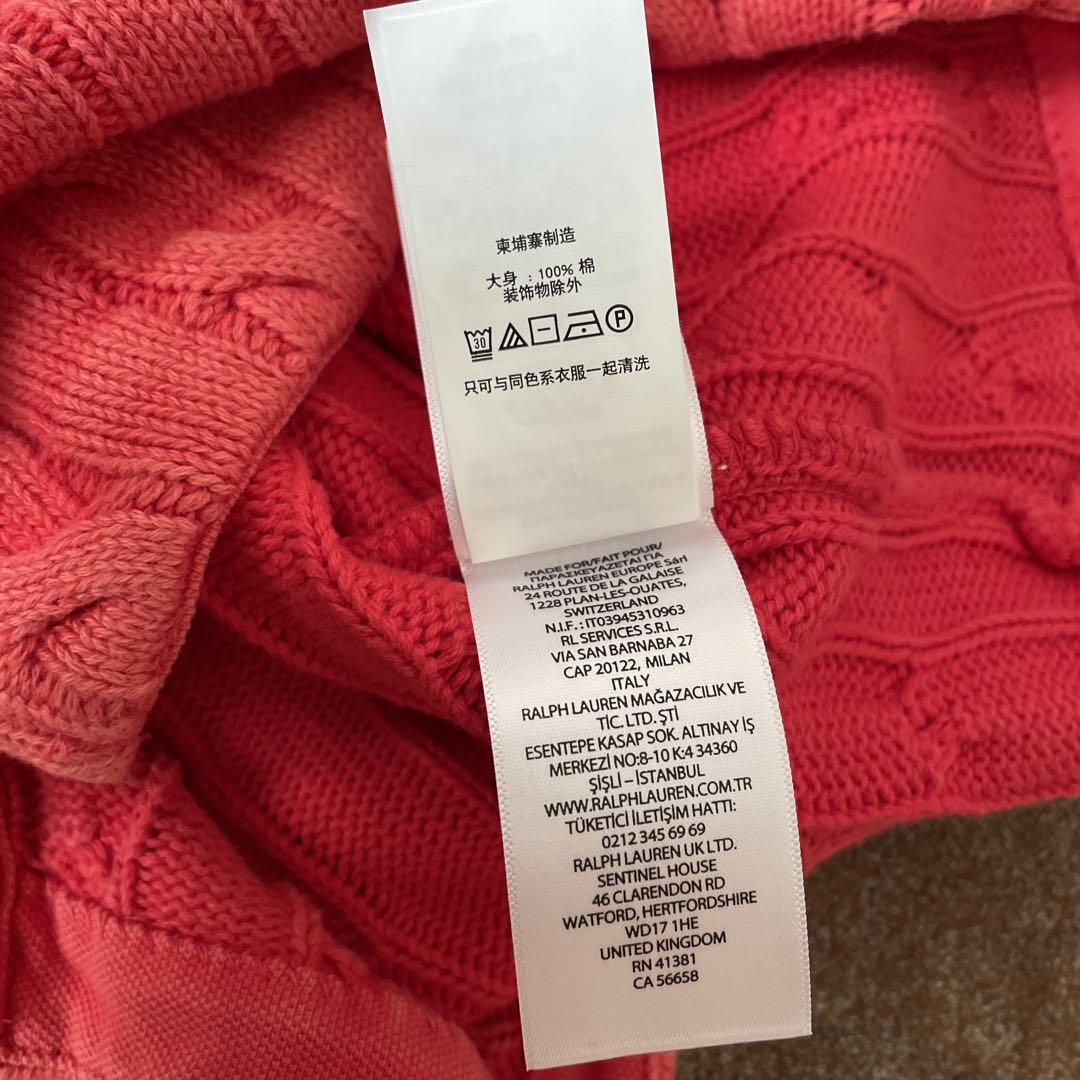 柬埔寨制造
大身 : 100% 棉
装饰物除外
30 P
只可与同色系衣服一起清洗
MADE FOR/FAIT POUR/
ΠΑΡΑΣΚΕΥΑΖΕΤΑΙ ΓΙΑ
RALPH LAUREN EUROPE Sárl
24 ROUTE DE LA GALAISE
1228 PLAN-LES-OUATES,
SWITZERLAND
N.I.F.: IT03945310963
RL SERVICES S.R.L.
VIA SAN BARNABA 27
CAP 20122, MILAN
ITALY
RALPH LAUREN MAĞAZACILIK VE
TİC. LTD. ŞTİ
ESENTEPE KASAP SOK. ALTINAY İŞ
MERKEZİ NO:8-10 K:4 34360
ŞİŞLİ – İSTANBUL
WWW.RALPHLAUREN.COM.TR
TÜKETİCİ İLETİŞİM HATTI:
0212 345 69 69
RALPH LAUREN UK LTD.
SENTINEL HOUSE
46 CLARENDON RD
WATFORD, HERTFORDSHIRE
WD17 1HE
UNITED KINGDOM
RN 41381
CA 56658